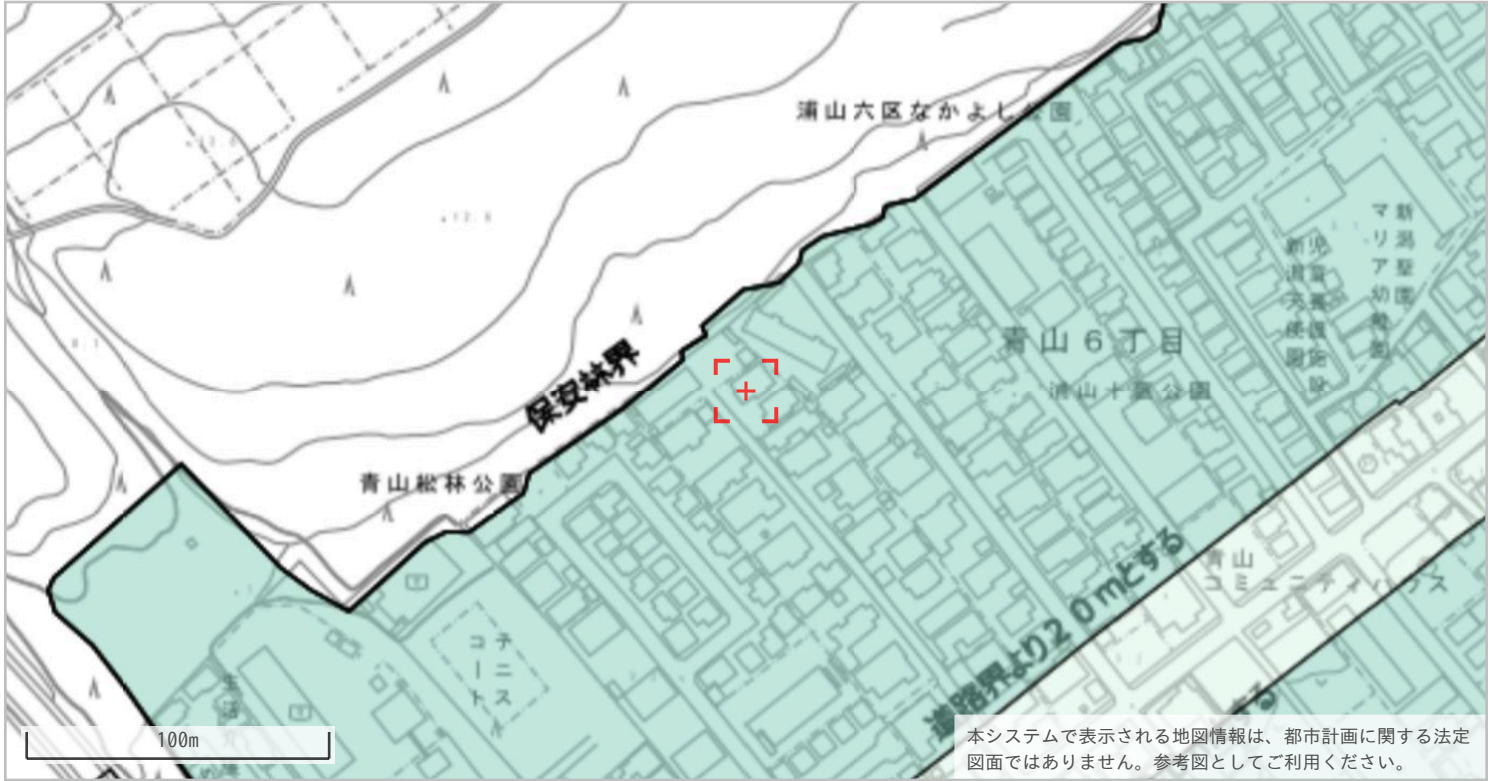 浦山六区なかよし公園
新潟聖園
マリア幼稚園
児童養護施設
新潟天使園
青山6丁目
浦山十区公園
保安林界
青山松林公園
青山
コミュニティハウス
道路界より20mとする
テニス
コート
する
100m
本システムで表示される地図情報は、都市計画に関する法定
図面ではありません。参考図としてご利用ください。